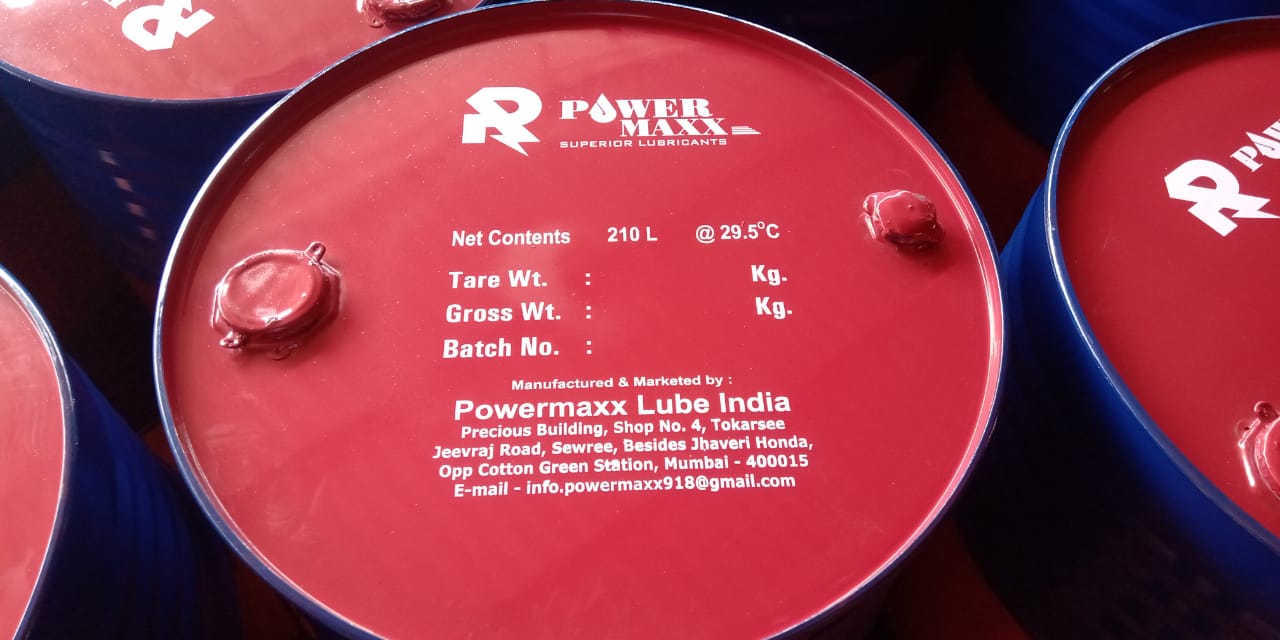 POWER
MAXX
SUPERIOR LUBRICANTS
Net Contents 210 L @ 29.5°C
Tare Wt. : Kg.
Gross Wt. : Kg.
Batch No. :
Manufactured & Marketed by :
Powermaxx Lube India
Precious Building, Shop No. 4, Tokarsee
Jeevraj Road, Sewree, Besides Jhaveri Honda,
Opp Cotton Green Station, Mumbai - 400015
E-mail - info.powermaxx918@gmail.com